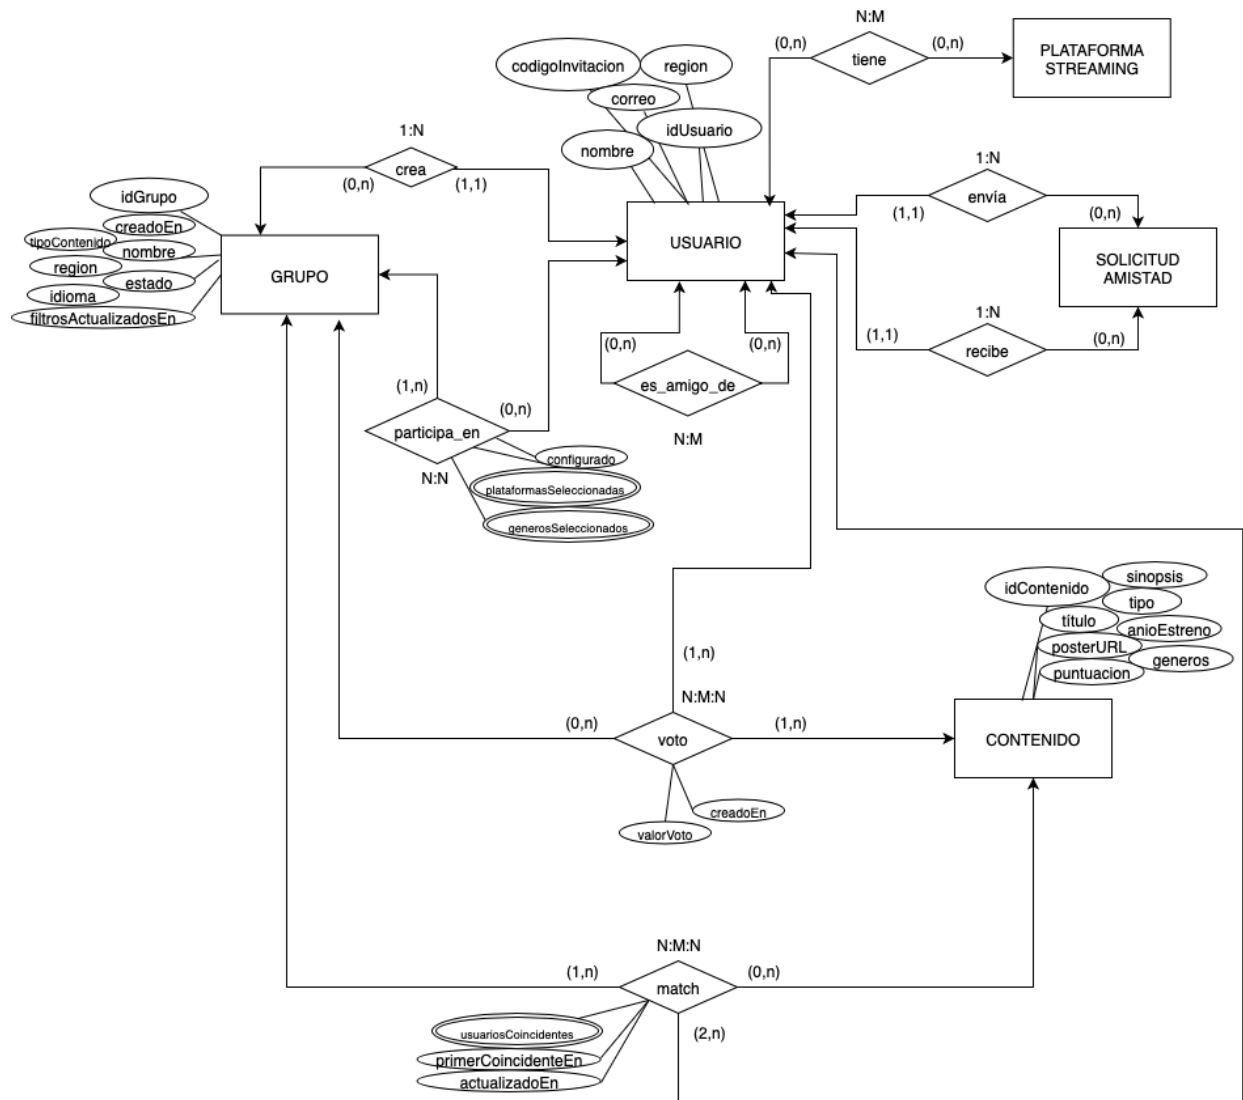 N:M
(0,n)
(0,n)
tiene
PLATAFORMA
STREAMING
codigoInvitacion
region
correo
idUsuario
nombre
1:N
crea
(0,n)
(1,1)
1:N
envía
(1,1)
(0,n)
idGrupo
creadoEn
tipoContenido
nombre
region
estado
idioma
filtrosActualizadosEn
GRUPO
USUARIO
SOLICITUD
AMISTAD
1:N
(1,1)
(0,n)
recibe
(0,n)
(0,n)
es_amigo_de
N:M
(1,n)
(0,n)
participa_en
N:N
configurado
plataformasSeleccionadas
generosSeleccionados
idContenido
sinopsis
tipo
título
anioEstreno
posterURL
generos
puntuacion
(1,n)
N:M:N
(0,n)
voto
(1,n)
CONTENIDO
creadoEn
valorVoto
N:M:N
(1,n)
(0,n)
match
(2,n)
usuariosCoincidentes
primerCoincidenteEn
actualizadoEn